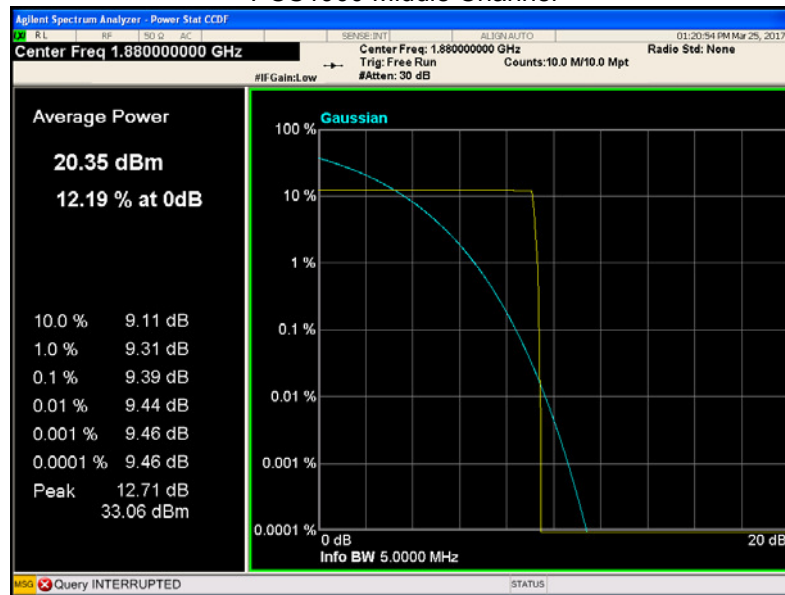 PCS1900 Middle Channel
Agilent Spectrum Analyzer - Power Stat CCDF
RL RF 50 Ω AC SENSE:INT ALIGN AUTO 01:20:54 PM Mar 25, 2017
Center Freq 1.880000000 GHz
Center Freq: 1.880000000 GHz Radio Std: None
Trig: Free Run Counts:10.0 M/10.0 Mpt
#IFGain:Low #Atten: 30 dB
Average Power
20.35 dBm
12.19 % at 0dB
10.0 % 9.11 dB
1.0 % 9.31 dB
0.1 % 9.39 dB
0.01 % 9.44 dB
0.001 % 9.46 dB
0.0001 % 9.46 dB
Peak 12.71 dB
33.06 dBm
Gaussian
100 %
10 %
1 %
0.1 %
0.01 %
0.001 %
0.0001 %
0 dB 20 dB
Info BW 5.0000 MHz
MSG Query INTERRUPTED STATUS